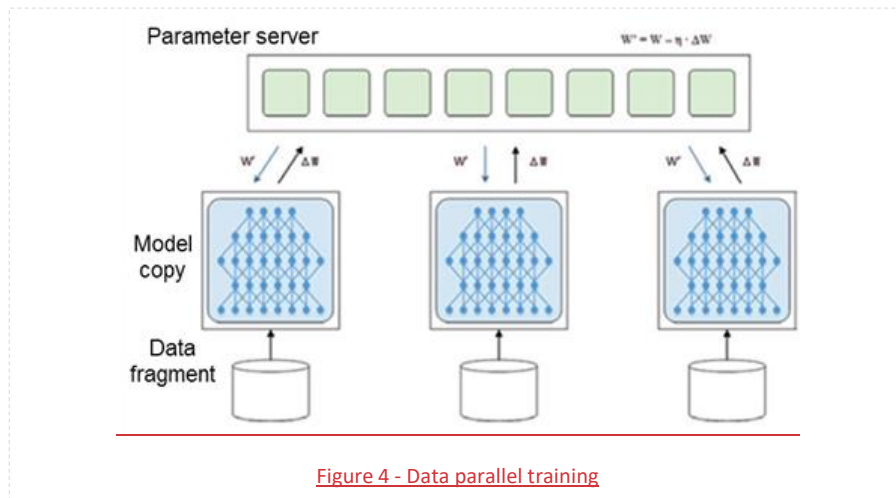 Parameter server
W' = W – η · ΔW
W'
ΔW
W'
ΔW
W'
ΔW
Model
copy
Data
fragment
Figure 4 - Data parallel training